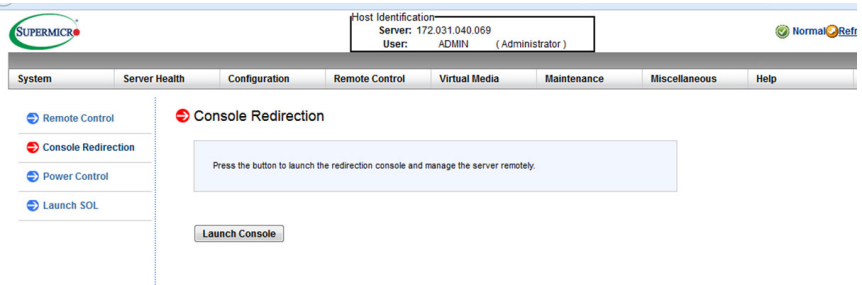 SUPERMICRO
Host Identification
Server: 172.031.040.069
User: ADMIN (Administrator)
Normal
System Server Health Configuration Remote Control Virtual Media Maintenance Miscellaneous Help
Remote Control
Console Redirection
Power Control
Launch SOL
Console Redirection
Press the button to launch the redirection console and manage the server remotely.
Launch Console